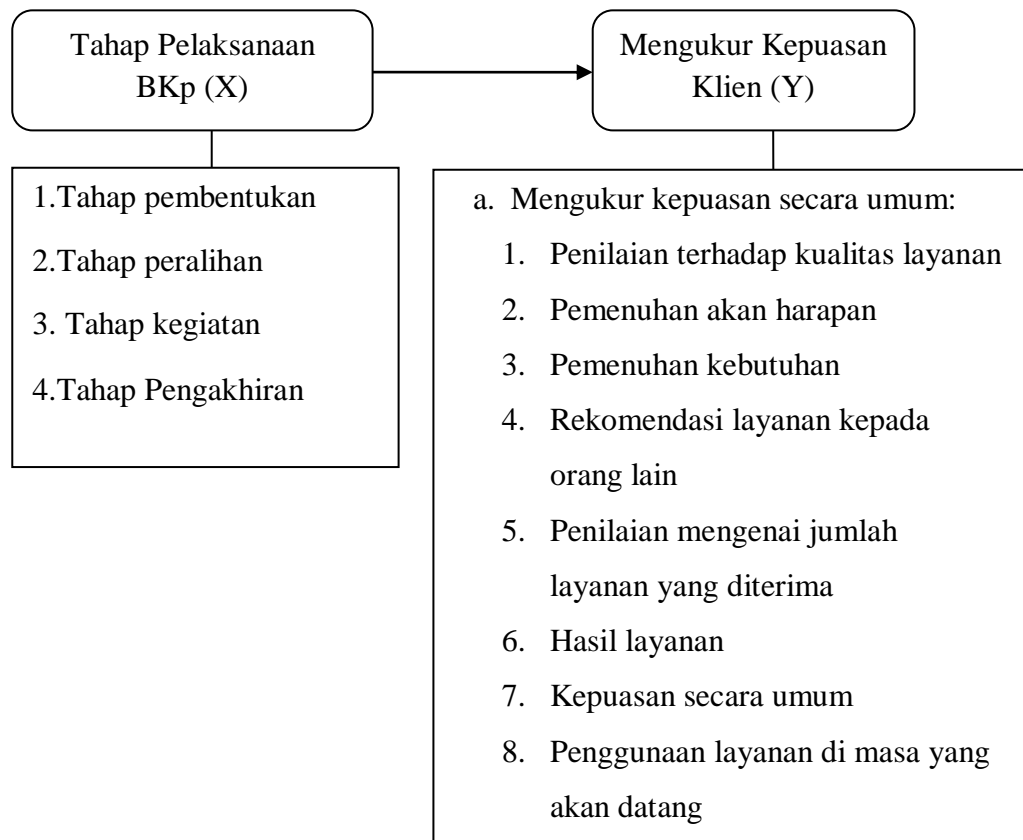 Tahap Pelaksanaan
BKp (X)
Mengukur Kepuasan
Klien (Y)
1.Tahap pembentukan
2.Tahap peralihan
3. Tahap kegiatan
4.Tahap Pengakhiran
a. Mengukur kepuasan secara umum:
1. Penilaian terhadap kualitas layanan
2. Pemenuhan akan harapan
3. Pemenuhan kebutuhan
4. Rekomendasi layanan kepada
orang lain
5. Penilaian mengenai jumlah
layanan yang diterima
6. Hasil layanan
7. Kepuasan secara umum
8. Penggunaan layanan di masa yang
akan datang